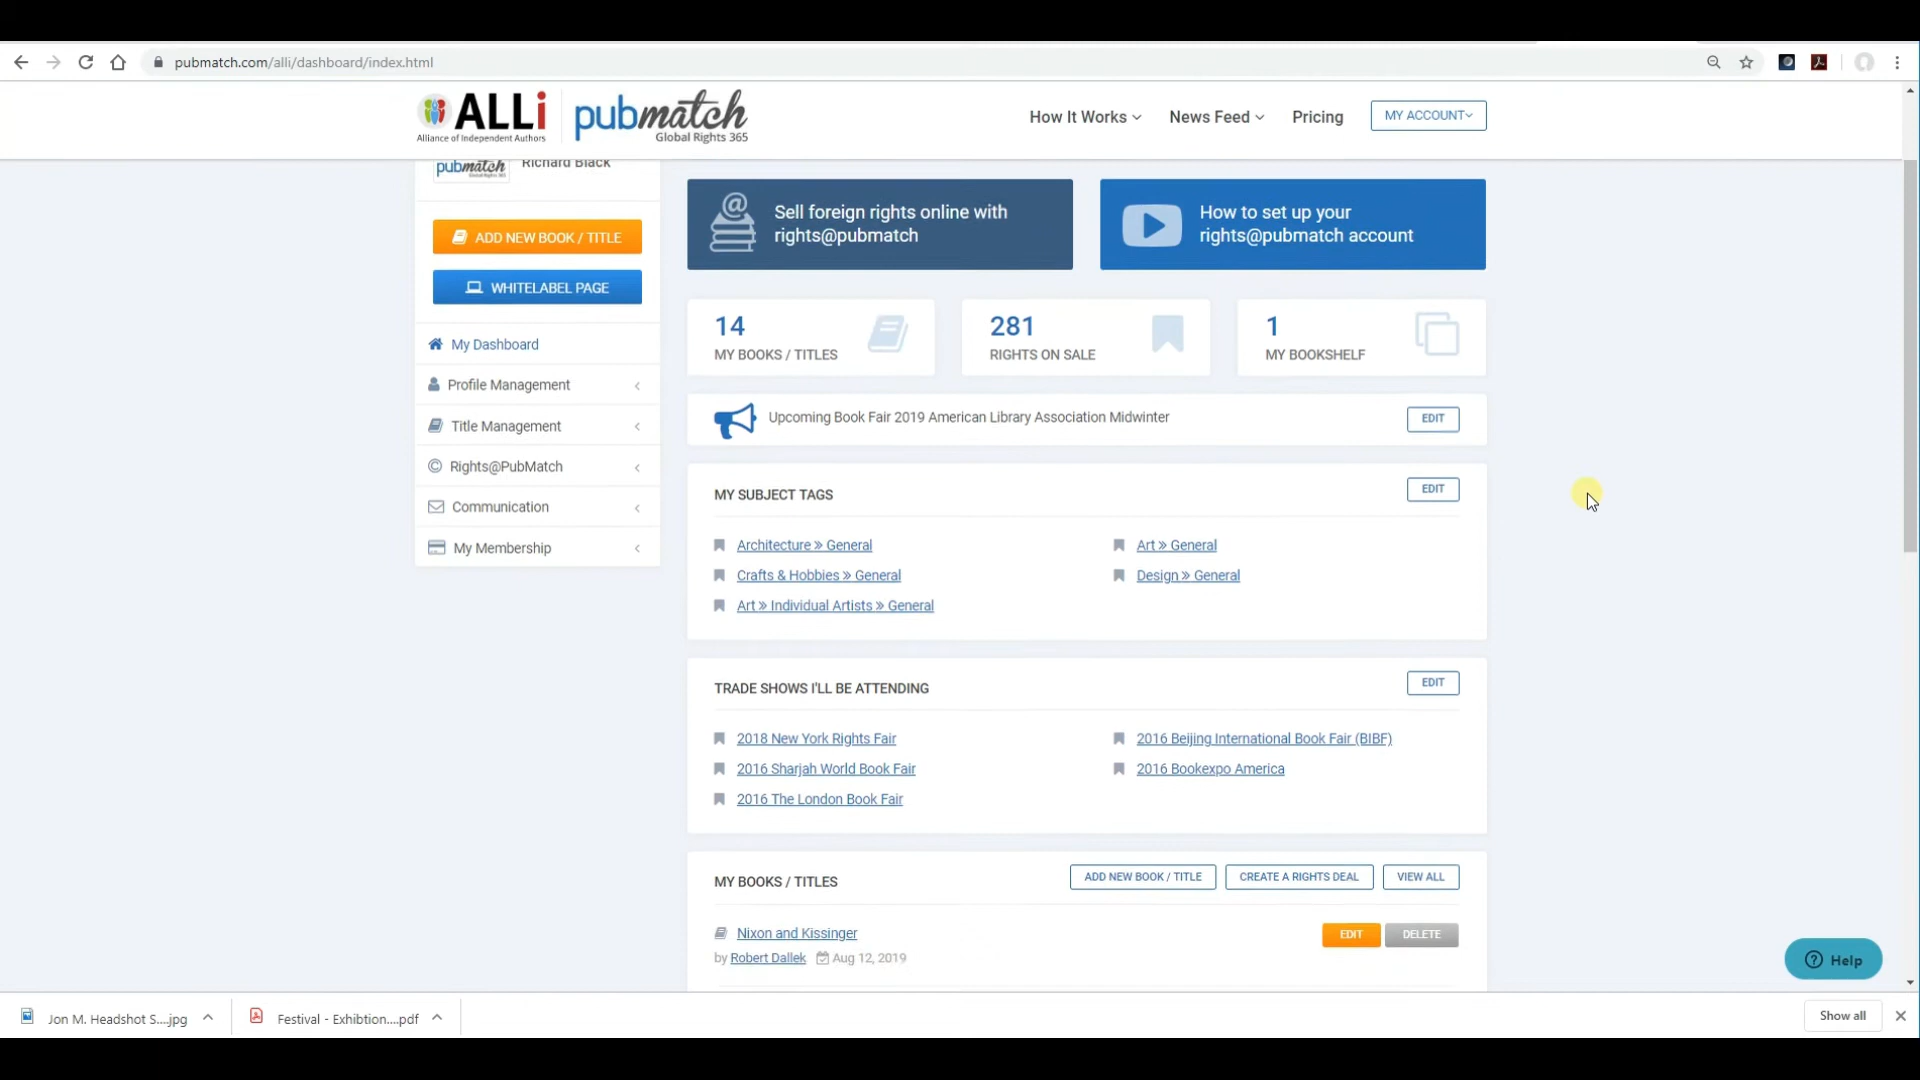 pubmatch.com/alli/dashboard/index.html
ALLi
Alliance of Independent Authors
pubmatch
Global Rights 365
How It Works
News Feed
Pricing
MY ACCOUNT
pubmatch
Global Rights 365
Richard Black
ADD NEW BOOK / TITLE
WHITELABEL PAGE
My Dashboard
Profile Management
Title Management
Rights@PubMatch
Communication
My Membership
Sell foreign rights online with
rights@pubmatch
How to set up your
rights@pubmatch account
14
MY BOOKS / TITLES
281
RIGHTS ON SALE
1
MY BOOKSHELF
Upcoming Book Fair 2019 American Library Association Midwinter
EDIT
MY SUBJECT TAGS
EDIT
Architecture » General
Art » General
Crafts & Hobbies » General
Design » General
Art » Individual Artists » General
TRADE SHOWS I'LL BE ATTENDING
EDIT
2018 New York Rights Fair
2016 Beijing International Book Fair (BIBF)
2016 Sharjah World Book Fair
2016 Bookexpo America
2016 The London Book Fair
MY BOOKS / TITLES
ADD NEW BOOK / TITLE
CREATE A RIGHTS DEAL
VIEW ALL
Nixon and Kissinger
EDIT
DELETE
by Robert Dallek Aug 12, 2019
Help
Jon M. Headshot S....jpg
Festival - Exhibtion....pdf
Show all